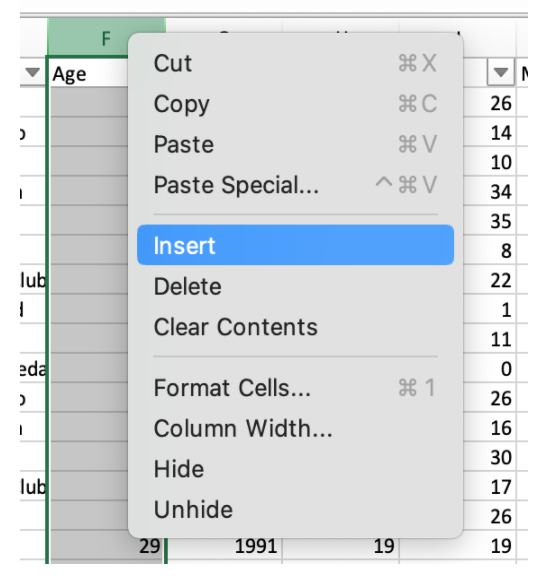 F
Age
Cut ⌘X
26
Copy ⌘C
14
Paste ⌘V
10
Paste Special... ^⌘V
34
35
Insert
8
lub
Delete
22
1
Clear Contents
11
eda
0
Format Cells... ⌘1
26
Column Width...
16
Hide
30
lub
17
Unhide
26
29 1991 19 19